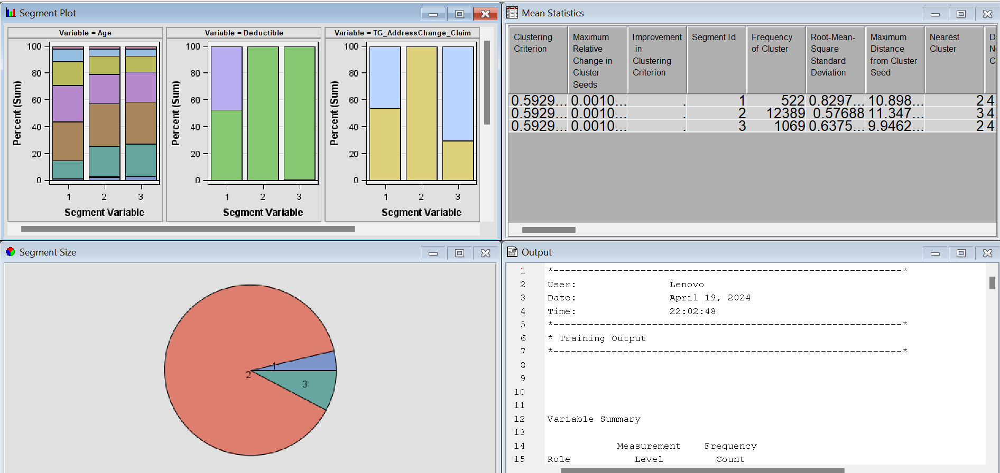 Segment Plot
Variable = Age
Variable = Deductible
Variable = TG_AddressChange_Claim
100
80
60
40
20
0
Percent (Sum)
1 2 3
Segment Variable
100
80
60
40
20
0
Percent (Sum)
1 2 3
Segment Variable
100
80
60
40
20
0
Percent (Sum)
1 2 3
Segment Variable
Mean Statistics
Clustering Criterion
Maximum Relative Change in Cluster Seeds
Improvement in Clustering Criterion
Segment Id
Frequency of Cluster
Root-Mean-Square Standard Deviation
Maximum Distance from Cluster Seed
Nearest Cluster
0.5929... 0.0010... . 1 522 0.8297... 10.898... 2 4
0.5929... 0.0010... . 2 12389 0.57688 11.347... 3 4
0.5929... 0.0010... . 3 1069 0.6375... 9.9462... 2 4
Segment Size
1
2
3
Output
1 *------------------------------------------------------------*
2 User: Lenovo
3 Date: April 19, 2024
4 Time: 22:02:48
5 *------------------------------------------------------------*
6 * Training Output
7 *------------------------------------------------------------*
8
9
10
11
12 Variable Summary
13
14 Measurement Frequency
15 Role Level Count